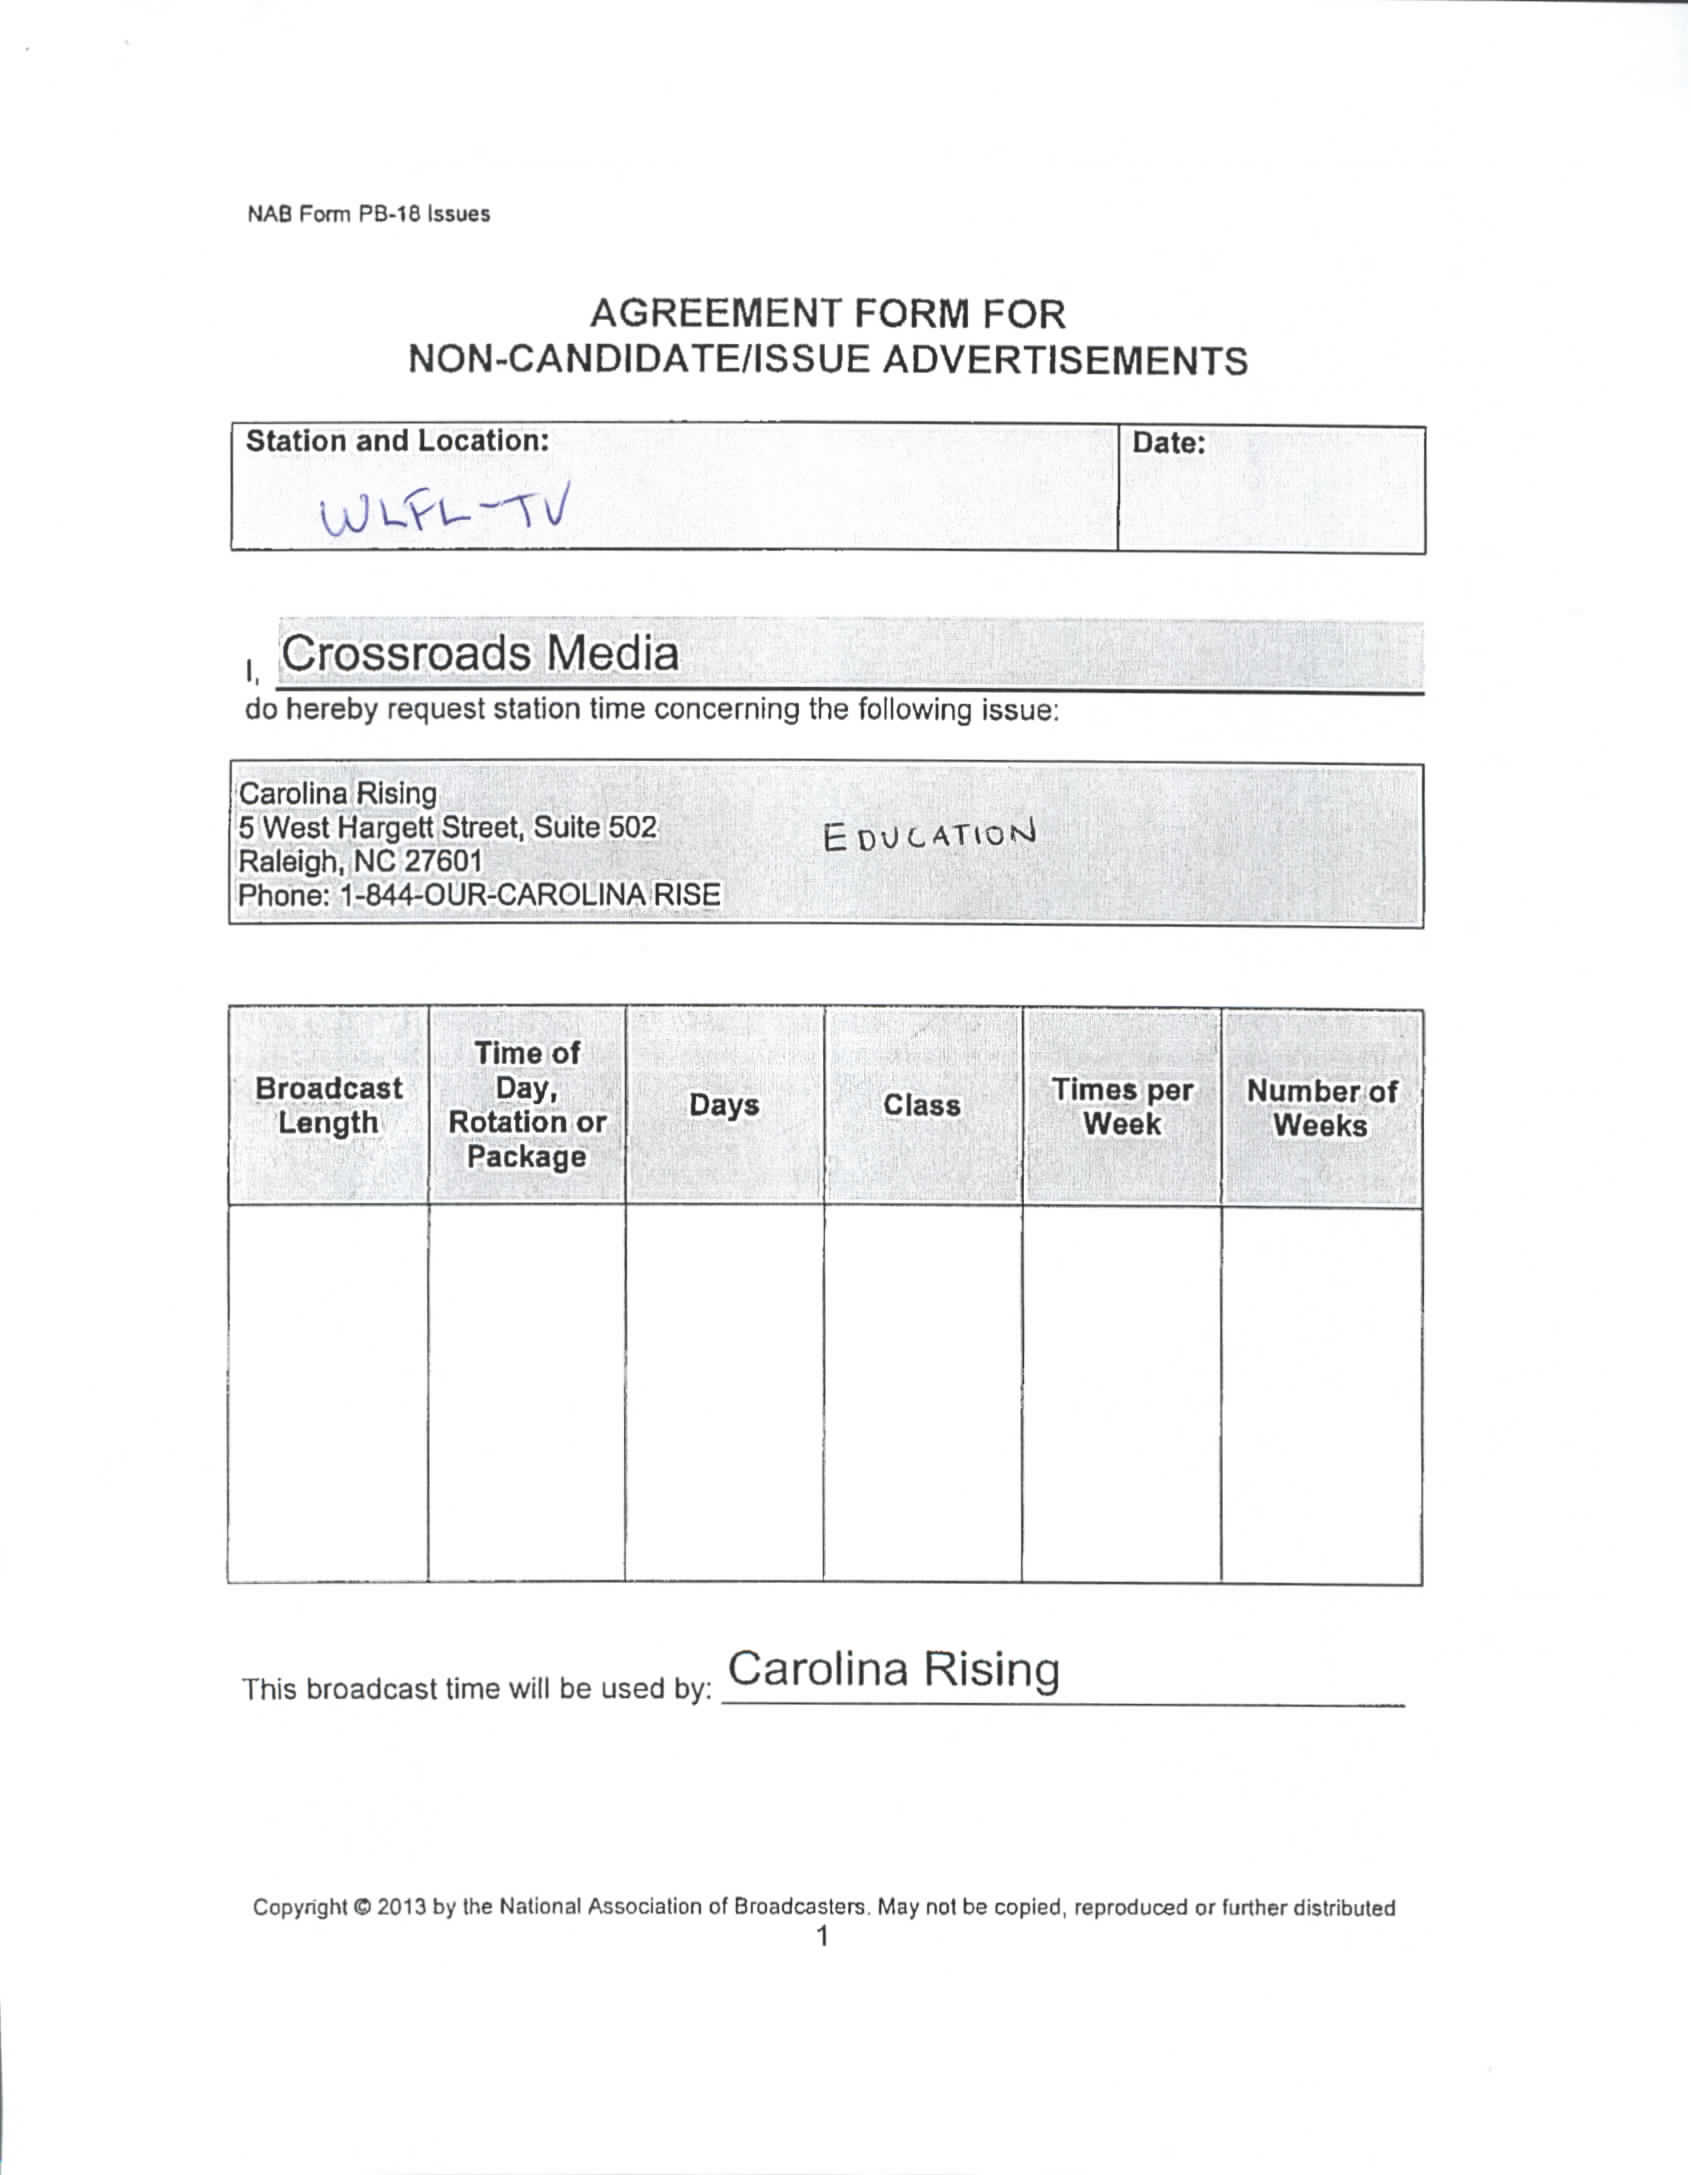 NAB Form PB-18 Issues
AGREEMENT FORM FOR
NON-CANDIDATE/ISSUE ADVERTISEMENTS
Station and Location:
Date:
WLFL-TV
I, Crossroads Media
do hereby request station time concerning the following issue:
Carolina Rising
5 West Hargett Street, Suite 502
EDUCATION
Raleigh, NC 27601
Phone: 1-844-OUR-CAROLINA RISE
Broadcast Length
Time of Day, Rotation or Package
Days
Class
Times per Week
Number of Weeks
This broadcast time will be used by: Carolina Rising
Copyright © 2013 by the National Association of Broadcasters. May not be copied, reproduced or further distributed
1